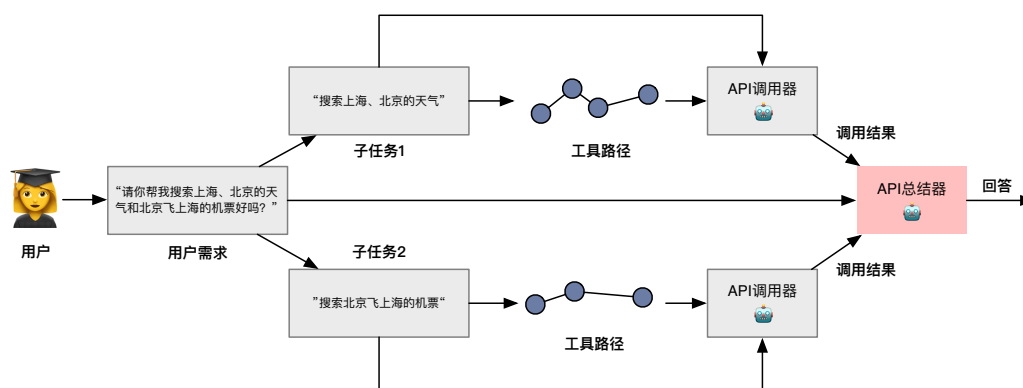 “搜索上海、北京的天气”
API调用器
子任务1
工具路径
调用结果
“请你帮我搜索上海、北京的天
气和北京飞上海的机票好吗？”
API总结器
回答
用户
用户需求
子任务2
”搜索北京飞上海的机票“
API调用器
调用结果
工具路径